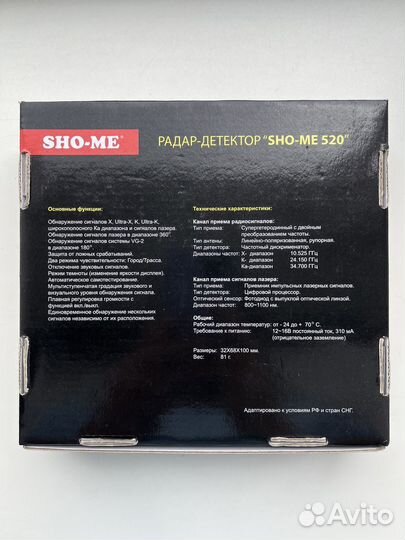 SHO-ME®
РАДАР-ДЕТЕКТОР "SHO-ME 520"
Основные функции:
Обнаружение сигналов X, Ultra-X, K, Ultra-K,
широкополосного Ка диапазона и сигналов лазера.
Обнаружение лазера в диапазоне 360°.
Обнаружение сигналов системы VG-2
в диапазоне 180°.
Защита от ложных срабатываний.
Два режима чувствительности: Город/Трасса.
Отключение звуковых сигналов.
Режим темноты (изменение яркости дисплея).
Автоматическое самотестирование.
Мультиступенчатая градация звукового и
визуального уровня обнаружения сигнала.
Плавная регулировка громкости с
функцией вкл./выкл.
Единовременное обнаружение нескольких
сигналов независимо от их расположения.
Технические характеристики:
Канал приема радиосигналов:
Тип приема: Супергетеродинный с двойным
преобразованием частоты.
Тип антены: Линейно-поляризованная, рупорная.
Тип детектора: Частотный дискриминатор.
Диапазоны частот: X- диапазон 10.525 ГГц
K- диапазон 24.150 ГГц
Ka-диапазон 34.700 ГГц
Канал приема сигналов лазера:
Тип приема: Приемник импульсных лазерных сигналов.
Тип детектора: Цифровой процессор.
Оптический сенсор: Фотодиод с выпуклой оптической линзой.
Диапазон частот: 800~1100 нм.
Общие:
Рабочий диапазон температур: от - 24 до + 70° С.
Требование к питанию: 12~16В постоянный ток, 310 мА
(отрицательное заземление)
Размеры: 32X68X100 мм.
Вес: 81 г.
Адаптировано к условиям РФ и стран СНГ.
Avito